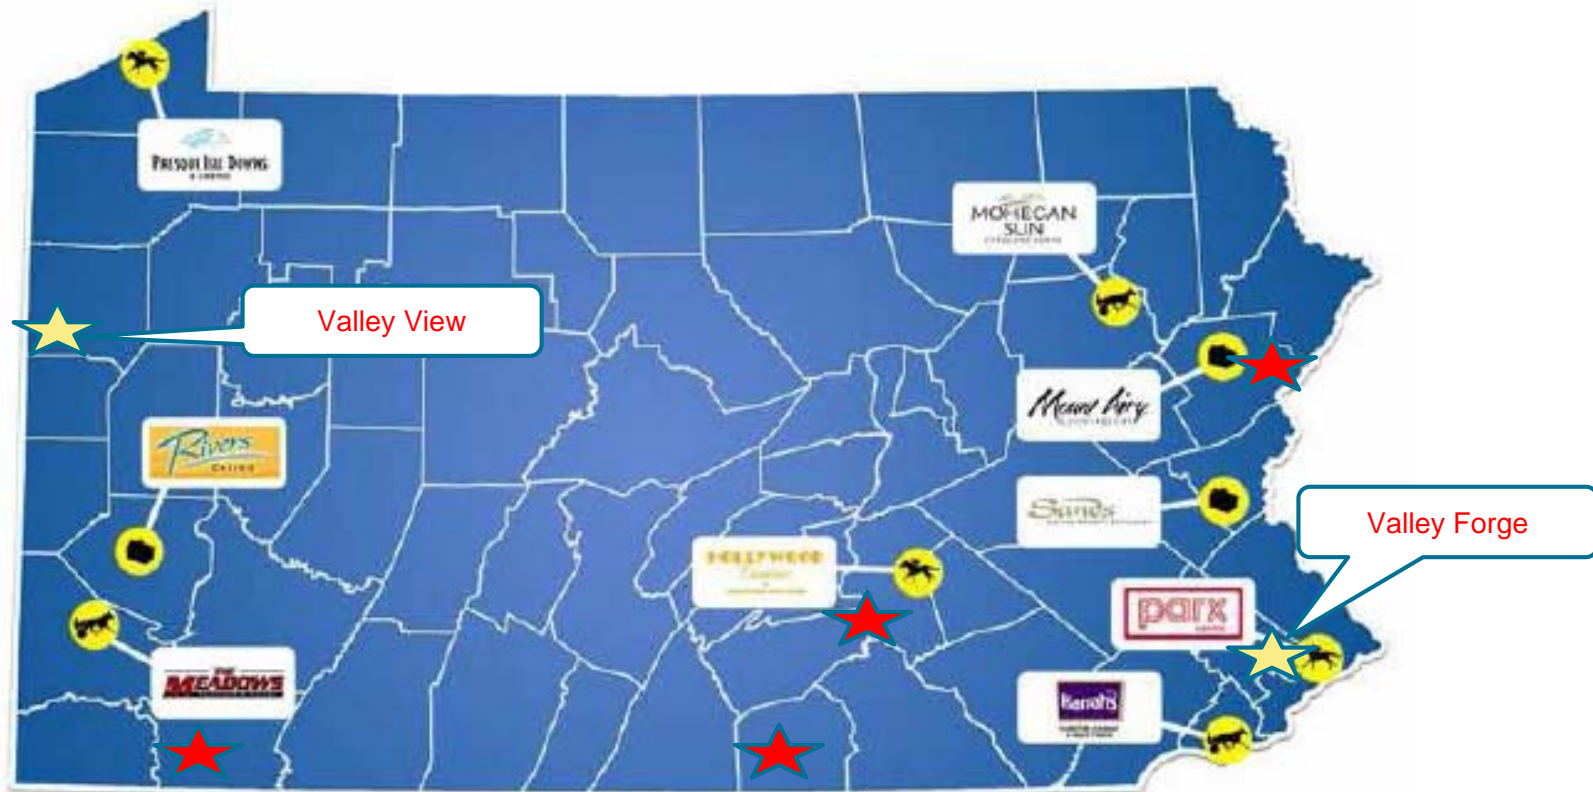 PRESQUE ISLE DOWNS
MOHEGAN
SUN
Valley View
Mount Airy
Rivers
CASINO
Sands
Valley Forge
HOLLYWOOD
parx
THE
MEADOWS
Harrah's